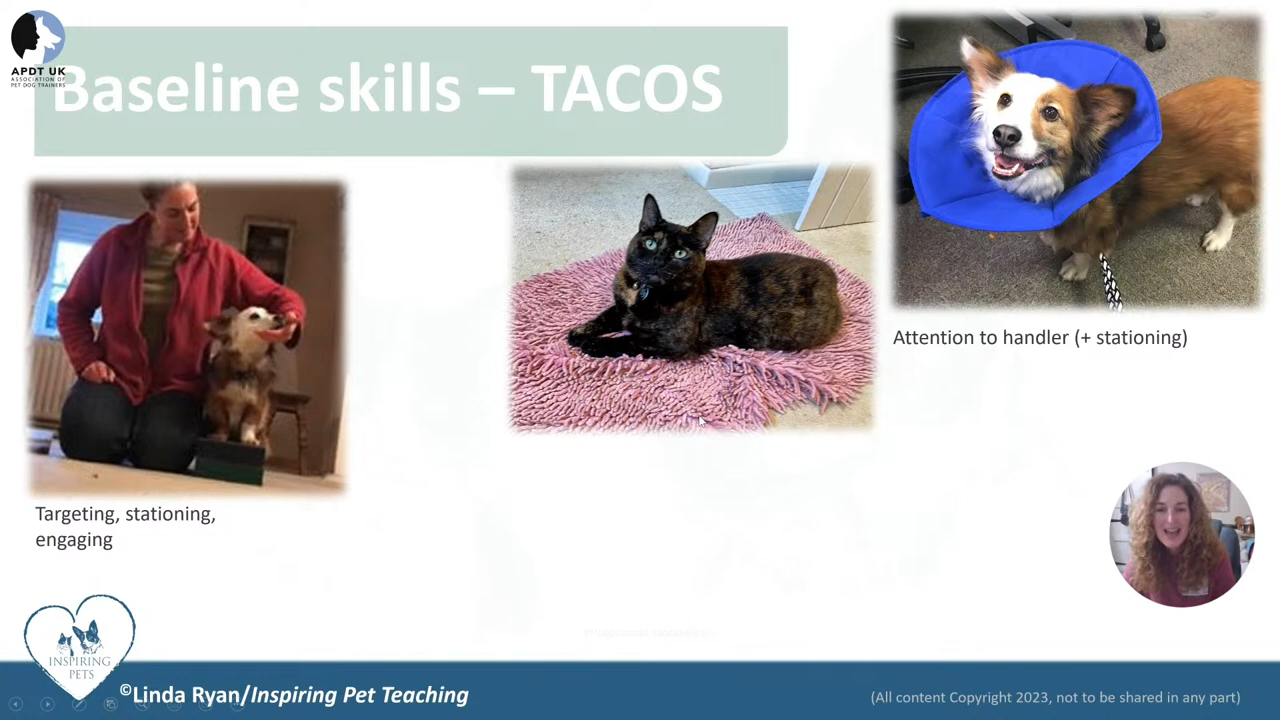 APDT UK
ASSOCIATION OF
PET DOG TRAINERS
Baseline skills – TACOS
Attention to handler (+ stationing)
Targeting, stationing,
engaging
INSPIRING
PETS
©Linda Ryan/Inspiring Pet Teaching
(All content Copyright 2023, not to be shared in any part)